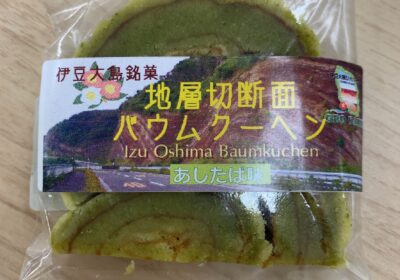 伊豆大島銘菓
地層切断面
バウムクーヘン
Izu Oshima Baumkuchen
あしたば味